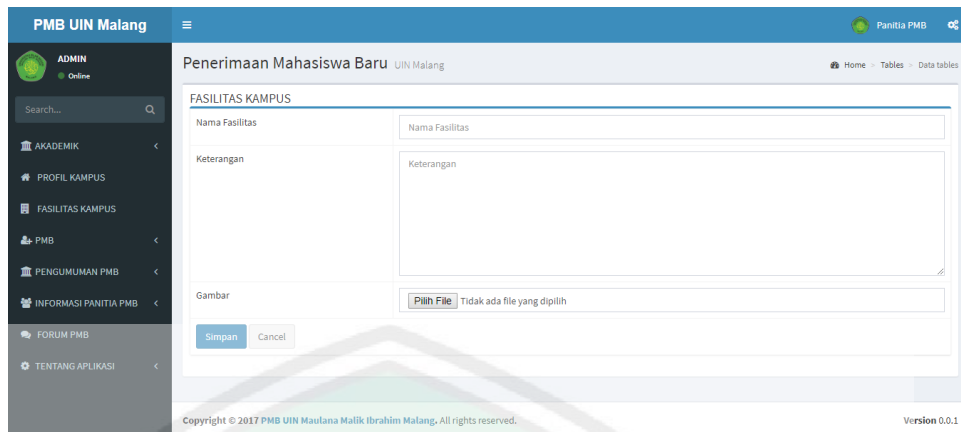 PMB UIN Malang
Panitia PMB
ADMIN
Online
Penerimaan Mahasiswa Baru UIN Malang
Home > Tables > Data tables
Search...
FASILITAS KAMPUS
Nama Fasilitas
Nama Fasilitas
AKADEMIK
Keterangan
Keterangan
PROFIL KAMPUS
FASILITAS KAMPUS
PMB
PENGUMUMAN PMB
INFORMASI PANITIA PMB
Gambar
Pilih File Tidak ada file yang dipilih
FORUM PMB
Simpan Cancel
TENTANG APLIKASI
Copyright © 2017 PMB UIN Maulana Malik Ibrahim Malang. All rights reserved.
Version 0.0.1